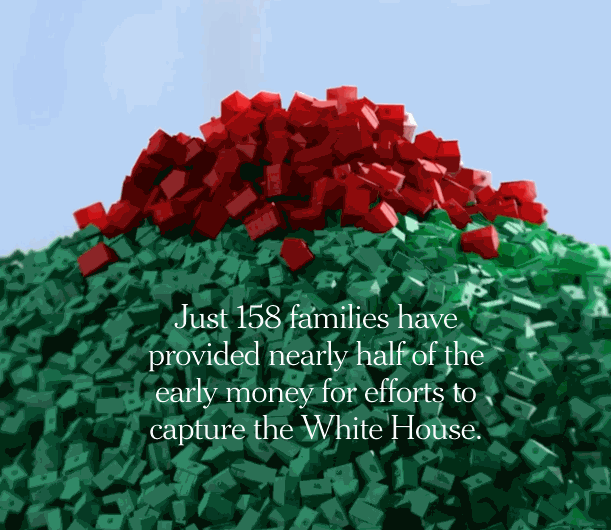 Just 158 families have
provided nearly half of the
early money for efforts to
capture the White House.